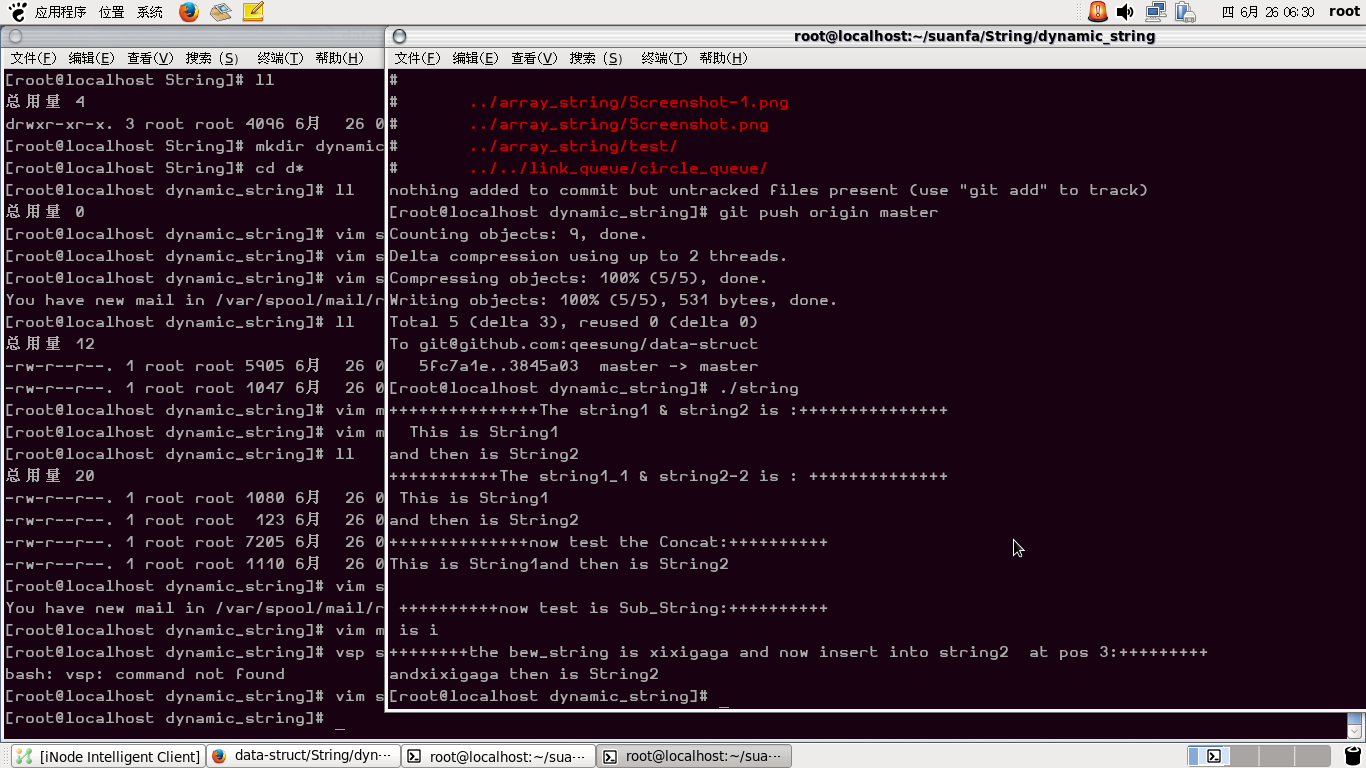 应用程序 位置 系统 四 6月 26 06:30 root
文件(F) 编辑(E) 查看(V) 搜索 (S) 终端(T) 帮助(H)
[root@localhost String]# ll
总用量 4
drwxr-xr-x. 3 root root 4096 6月 26 0
[root@localhost String]# mkdir dynamic
[root@localhost String]# cd d*
[root@localhost dynamic_string]# ll
总用量 0
[root@localhost dynamic_string]# vim s
[root@localhost dynamic_string]# vim s
[root@localhost dynamic_string]# vim s
You have new mail in /var/spool/mail/r
[root@localhost dynamic_string]# ll
总用量 12
-rw-r--r--. 1 root root 5905 6月 26 0
-rw-r--r--. 1 root root 1047 6月 26 0
[root@localhost dynamic_string]# vim m
[root@localhost dynamic_string]# vim m
[root@localhost dynamic_string]# ll
总用量 20
-rw-r--r--. 1 root root 1080 6月 26 0
-rw-r--r--. 1 root root 123 6月 26 0
-rw-r--r--. 1 root root 7205 6月 26 0
-rw-r--r--. 1 root root 1110 6月 26 0
[root@localhost dynamic_string]# vim s
You have new mail in /var/spool/mail/r
[root@localhost dynamic_string]# vim m
[root@localhost dynamic_string]# vsp s
bash: vsp: command not found
[root@localhost dynamic_string]# vim s
[root@localhost dynamic_string]# _
root@localhost:~/suanfa/String/dynamic_string
文件(F) 编辑(E) 查看(V) 搜索 (S) 终端(T) 帮助(H)
#
# ../array_string/Screenshot-1.png
# ../array_string/Screenshot.png
# ../array_string/test/
# ../../link_queue/circle_queue/
nothing added to commit but untracked files present (use "git add" to track)
[root@localhost dynamic_string]# git push origin master
Counting objects: 9, done.
Delta compression using up to 2 threads.
Compressing objects: 100% (5/5), done.
Writing objects: 100% (5/5), 531 bytes, done.
Total 5 (delta 3), reused 0 (delta 0)
To git@github.com:qeesung/data-struct
5fc7a1e..3845a03 master -> master
[root@localhost dynamic_string]# ./string
+++++++++++++++The string1 & string2 is :+++++++++++++++
This is String1
and then is String2
+++++++++++The string1_1 & string2-2 is : ++++++++++++++
This is String1
and then is String2
++++++++++++++now test the Concat:++++++++++
This is String1and then is String2
++++++++++now test is Sub_String:++++++++++
is i
++++++++the bew_string is xixigaga and now insert into string2 at pos 3:+++++++++
andxixigaga then is String2
[root@localhost dynamic_string]# _
[iNode Intelligent Client] data-struct/String/dyn··· root@localhost:~/sua··· root@localhost:~/sua···